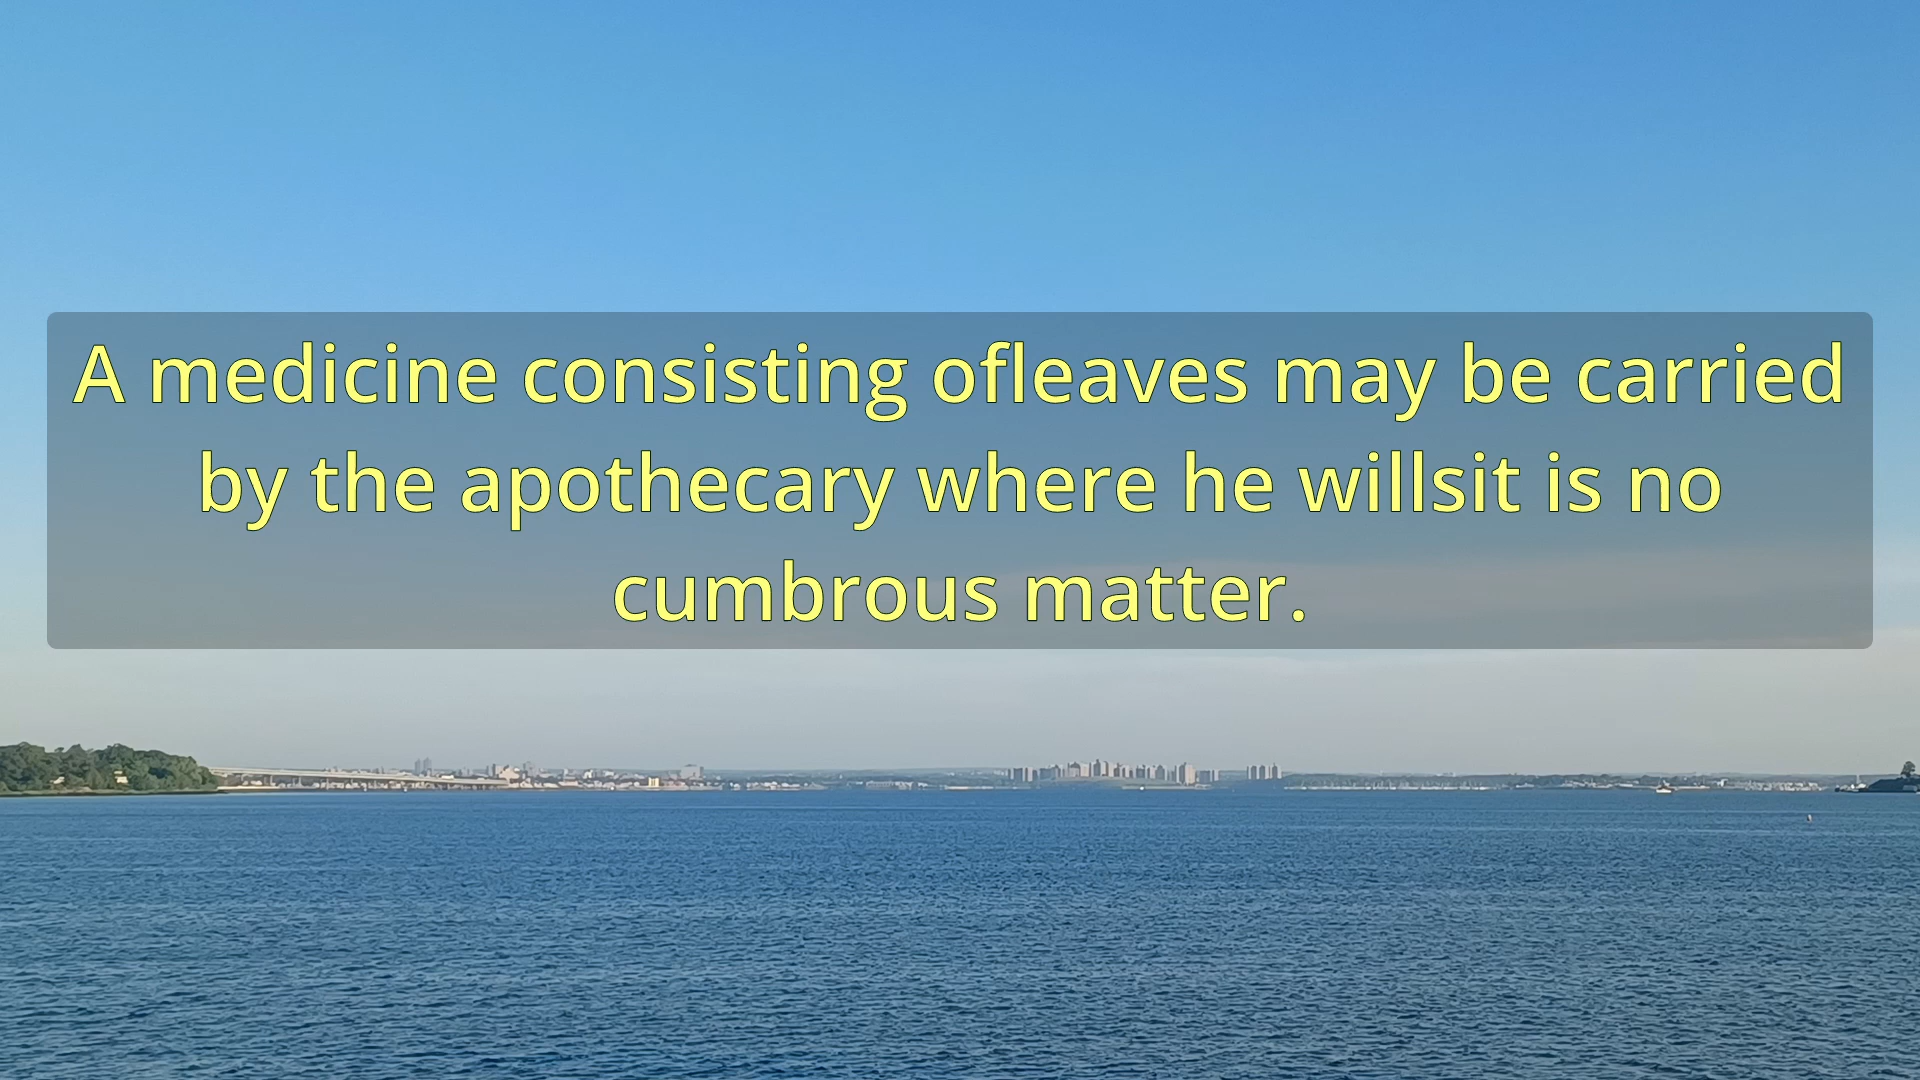 A medicine consisting ofleaves may be carried
by the apothecary where he willsit is no
cumbrous matter.